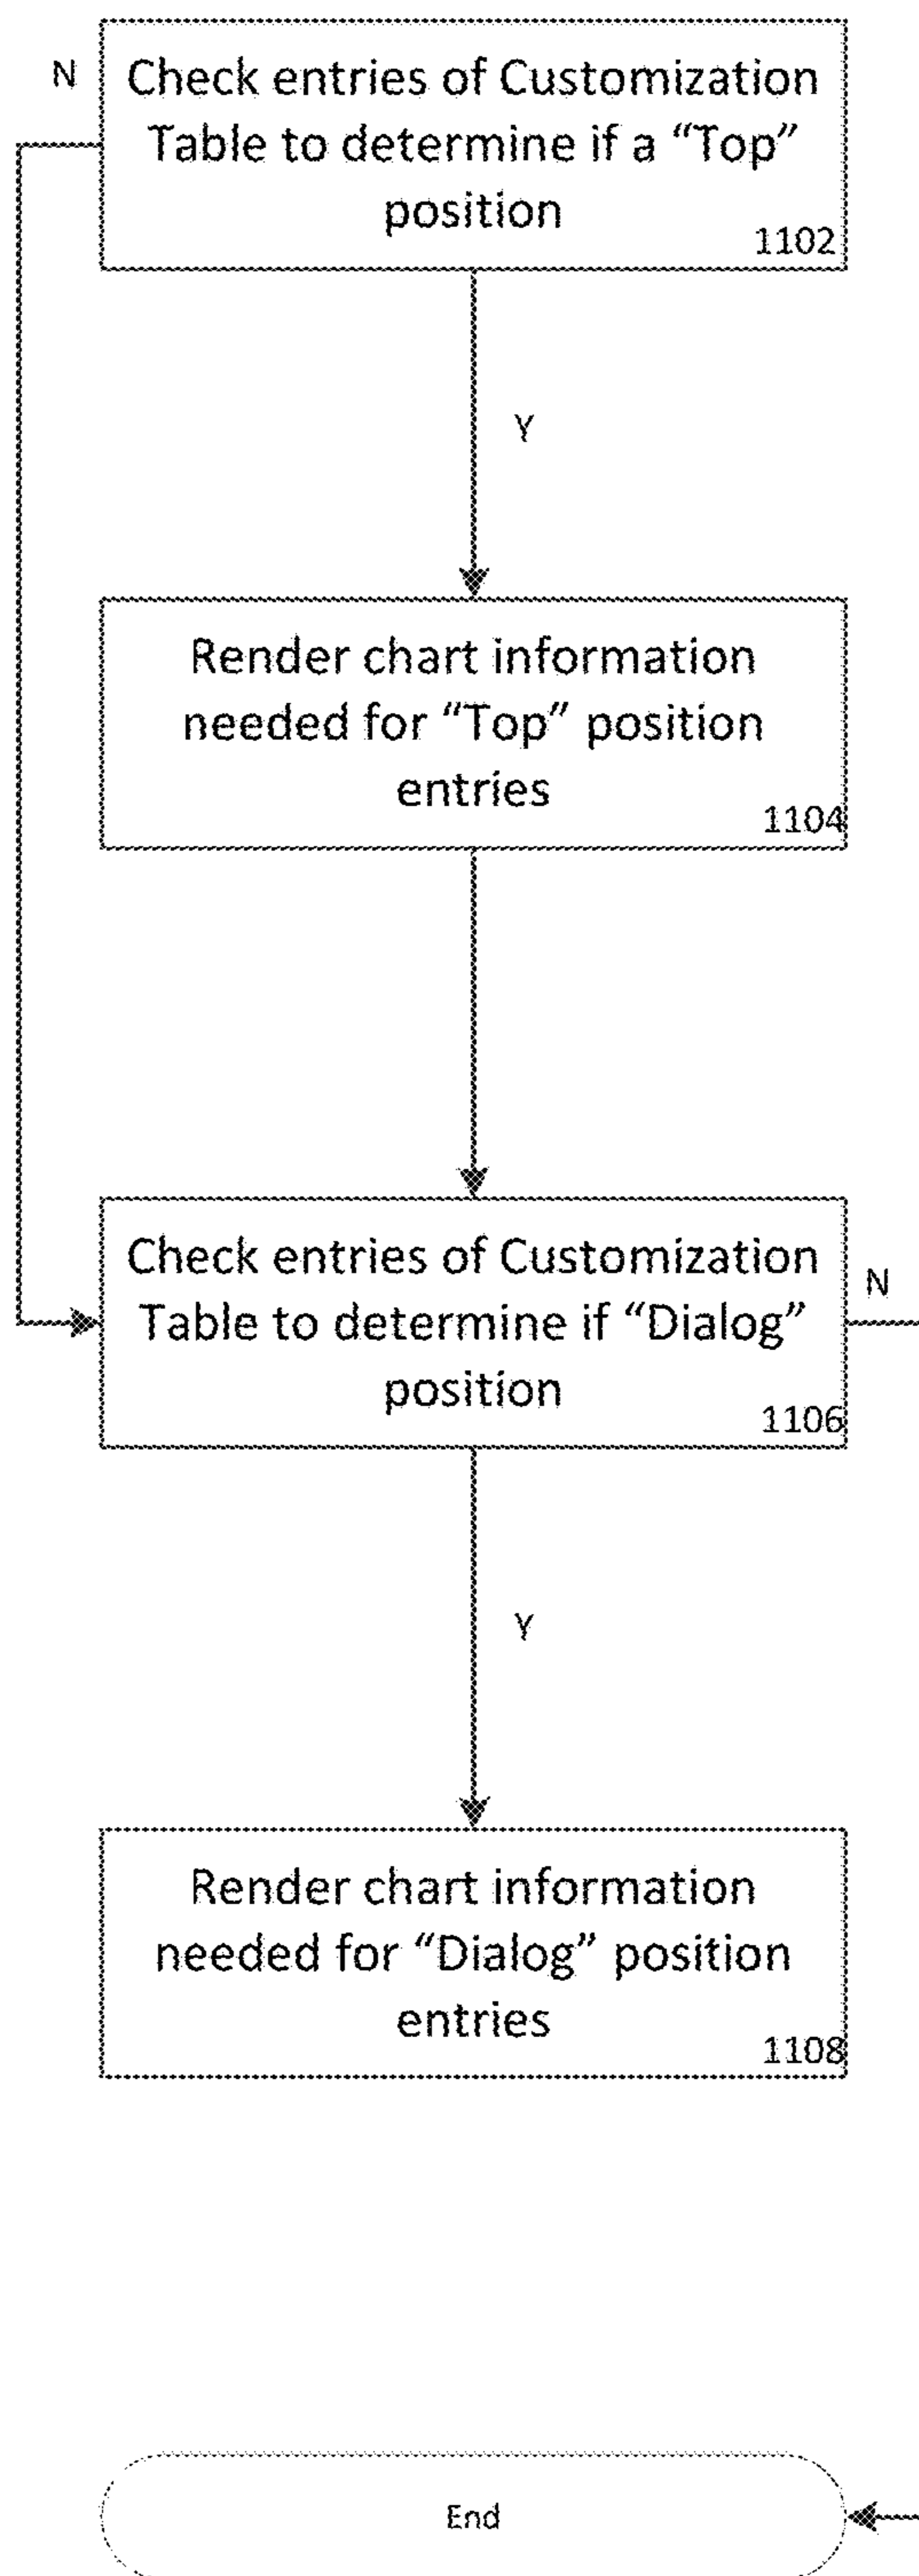 N
Check entries of Customization
Table to determine if a “Top”
position
1102
Y
Render chart information
needed for “Top” position
entries
1104
Check entries of Customization
Table to determine if “Dialog”
position
1106
N
Y
Render chart information
needed for “Dialog” position
entries
1108
End